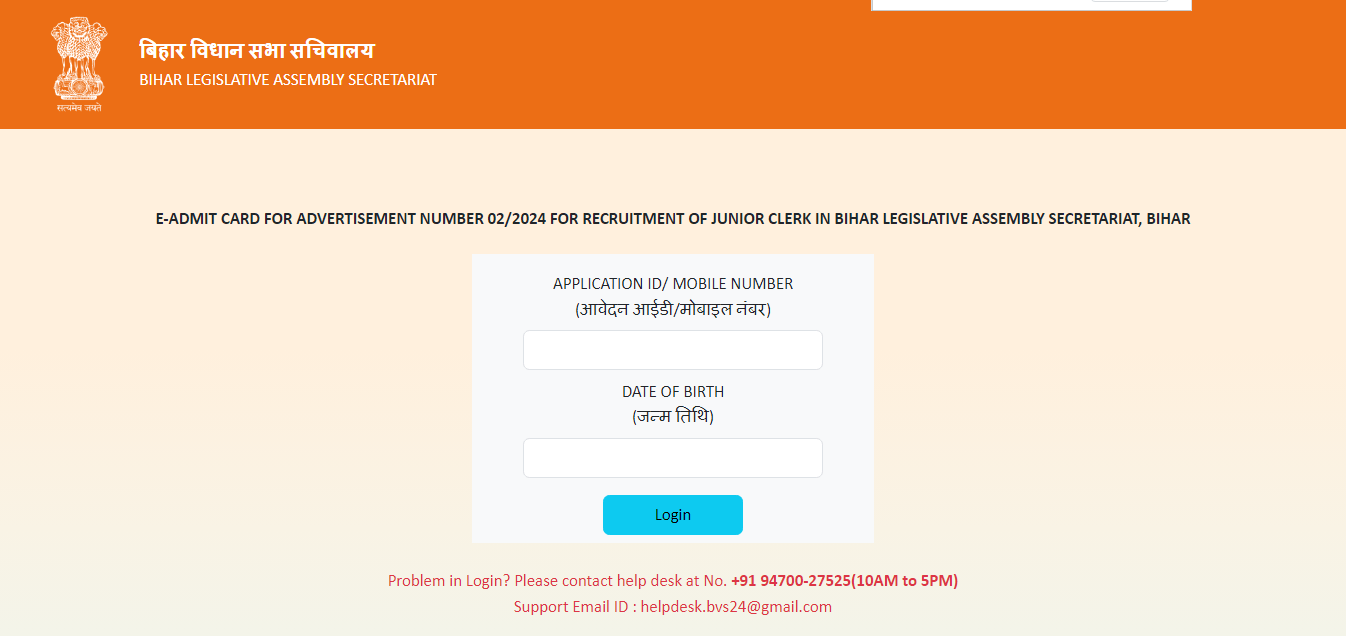 बिहार विधान सभा सचिवालय
BIHAR LEGISLATIVE ASSEMBLY SECRETARIAT
सत्यमेव जयते
E-ADMIT CARD FOR ADVERTISEMENT NUMBER 02/2024 FOR RECRUITMENT OF JUNIOR CLERK IN BIHAR LEGISLATIVE ASSEMBLY SECRETARIAT, BIHAR
APPLICATION ID/ MOBILE NUMBER
(आवेदन आईडी/मोबाइल नंबर)
DATE OF BIRTH
(जन्म तिथि)
Login
Problem in Login? Please contact help desk at No. +91 94700-27525(10AM to 5PM)
Support Email ID : helpdesk.bvs24@gmail.com